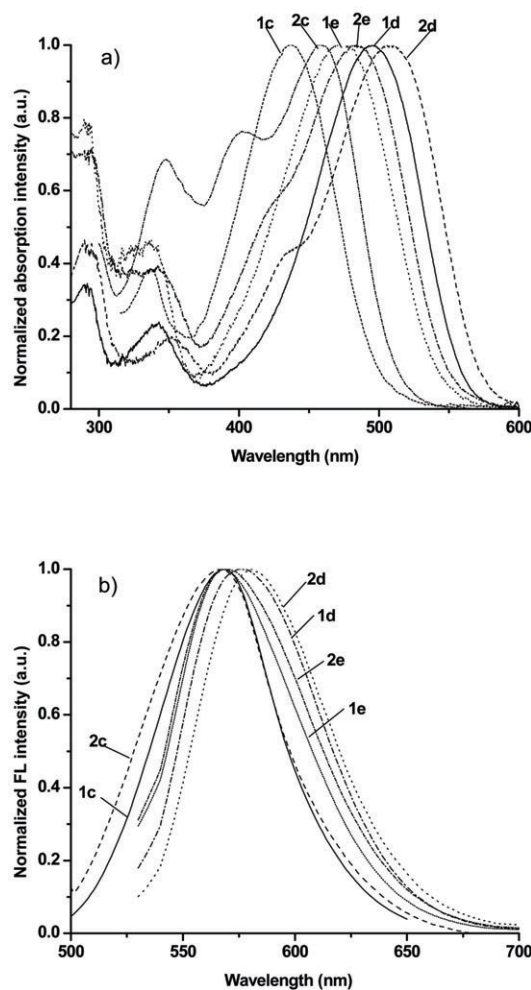 1c 2c 1e 2e 1d 2d
a)
1.0
0.8
0.6
0.4
0.2
0.0
Normalized absorption intensity (a.u.)
300 400 500 600
Wavelength (nm)
b)
1.0
0.8
0.6
0.4
0.2
0.0
Normalized FL intensity (a.u.)
2d
1d
2e
1e
2c
1c
500 550 600 650 700
Wavelength (nm)